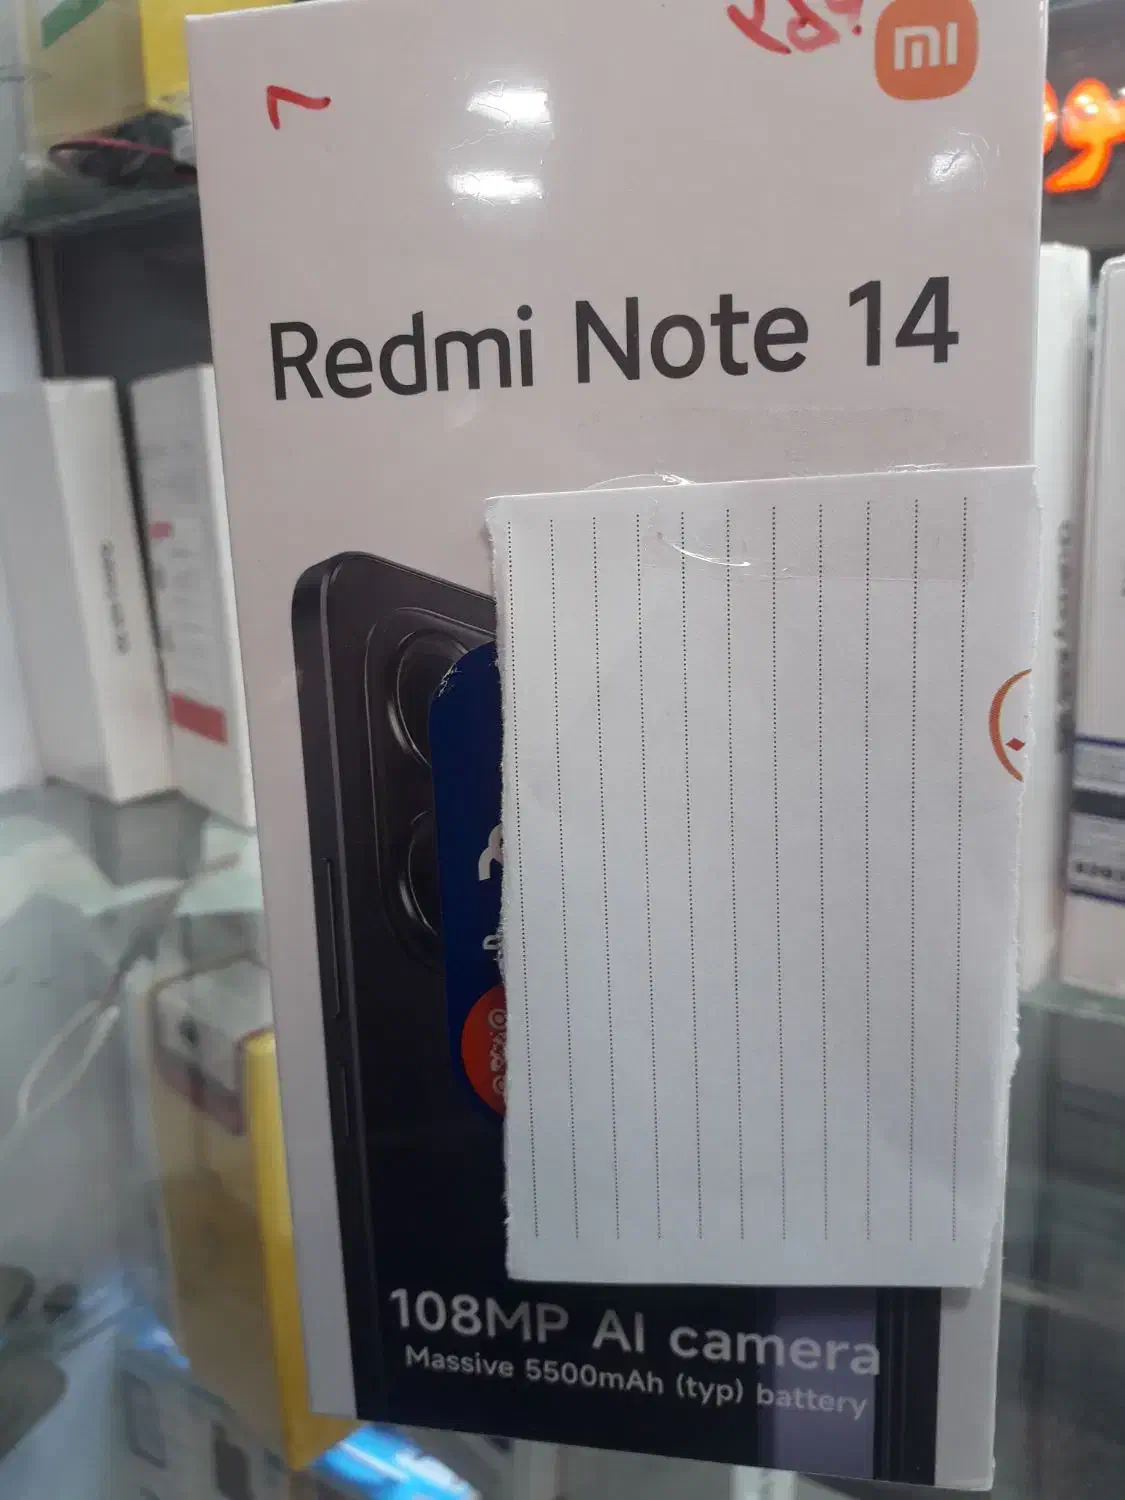 mi
Redmi Note 14
108MP AI camera
Massive 5500mAh (typ) battery